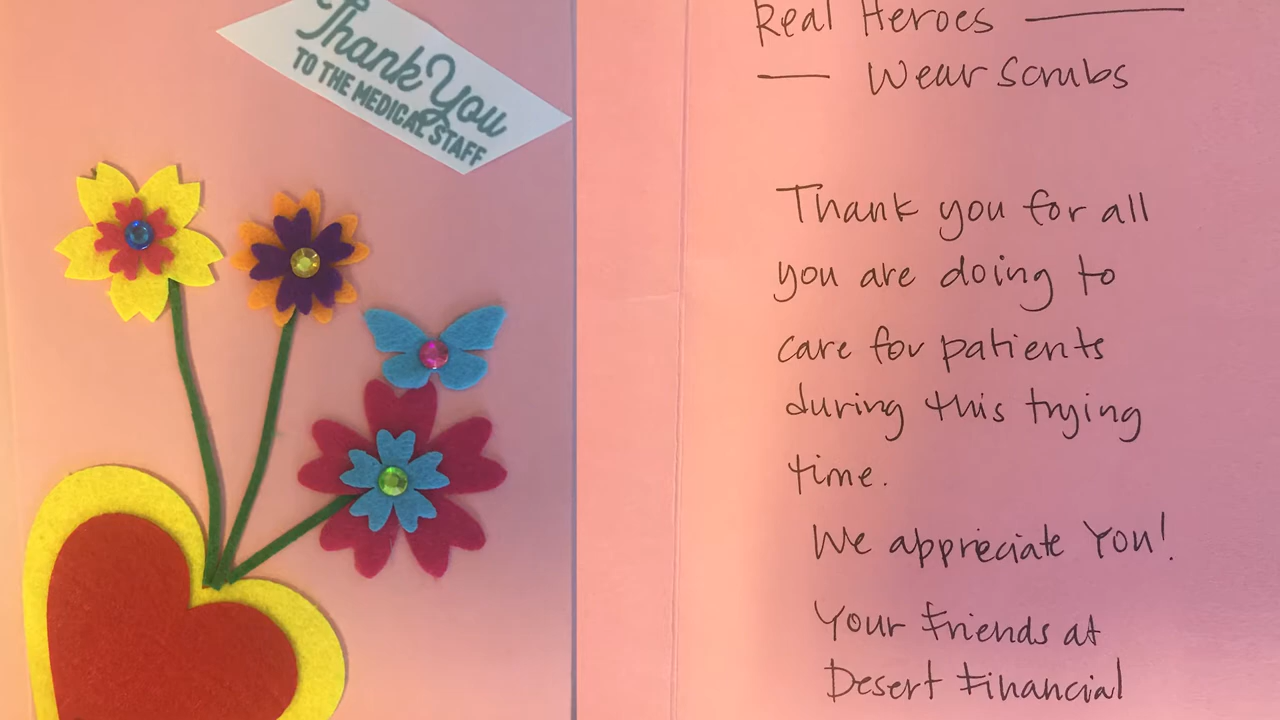 Thank You
TO THE MEDICAL STAFF
Real Heroes
Wear Scrubs
Thank you for all
you are doing to
care for patients
during this trying
time.
We appreciate You!
Your Friends at
Desert Financial